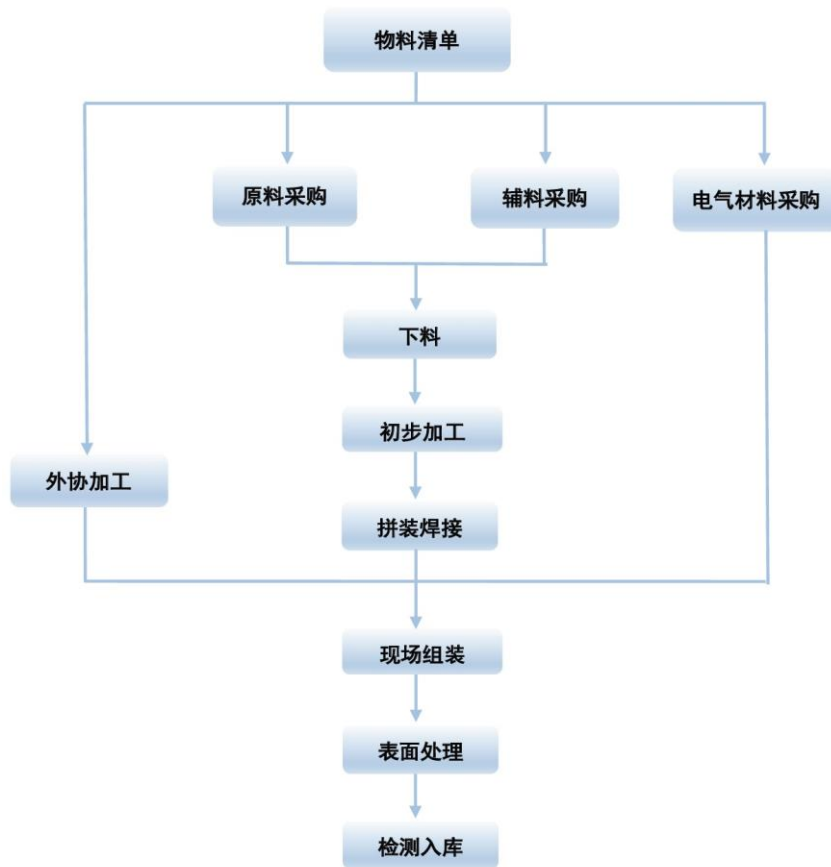 物料清单
原料采购
辅料采购
电气材料采购
下料
初步加工
外协加工
拼装焊接
现场组装
表面处理
检测入库